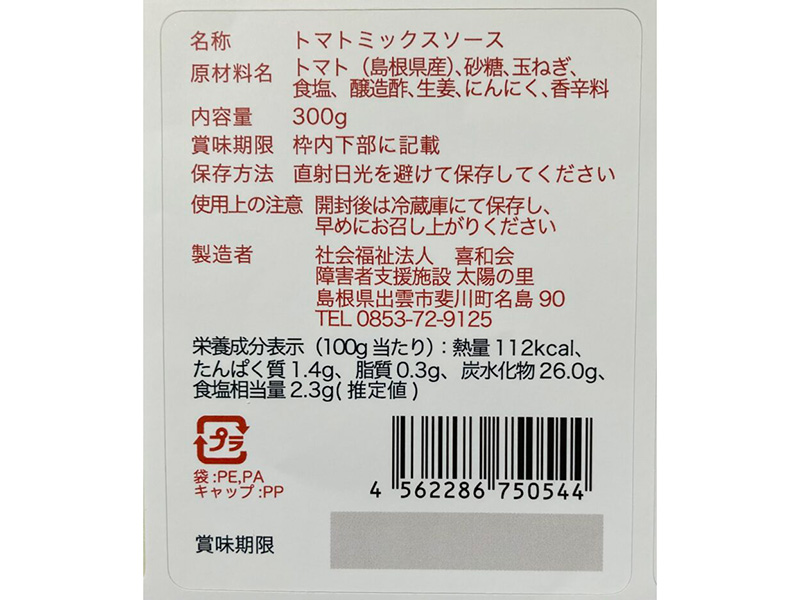 名称 トマトミックスソース
原材料名 トマト（島根県産）、砂糖、玉ねぎ、
食塩、醸造酢、生姜、にんにく、香辛料
内容量 300g
賞味期限 枠内下部に記載
保存方法 直射日光を避けて保存してください
使用上の注意 開封後は冷蔵庫にて保存し、
早めにお召し上がりください
製造者 社会福祉法人 喜和会
障害者支援施設 太陽の里
島根県出雲市斐川町名島 90
TEL 0853-72-9125
栄養成分表示（100g 当たり）：熱量 112kcal、
たんぱく質 1.4g、脂質 0.3g、炭水化物 26.0g、
食塩相当量 2.3g( 推定値 )
プラ
袋 :PE,PA
キャップ :PP
4 562286 750544
賞味期限